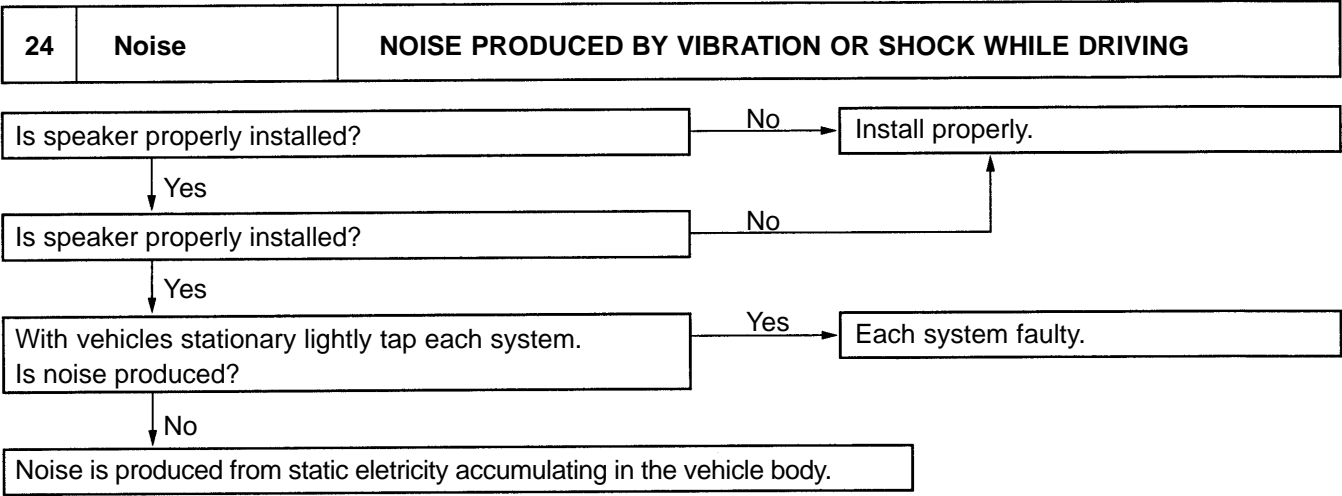 24 Noise NOISE PRODUCED BY VIBRATION OR SHOCK WHILE DRIVING
Is speaker properly installed?
No
Install properly.
Yes
Is speaker properly installed?
No
Yes
With vehicles stationary lightly tap each system.
Is noise produced?
Yes
Each system faulty.
No
Noise is produced from static eletricity accumulating in the vehicle body.